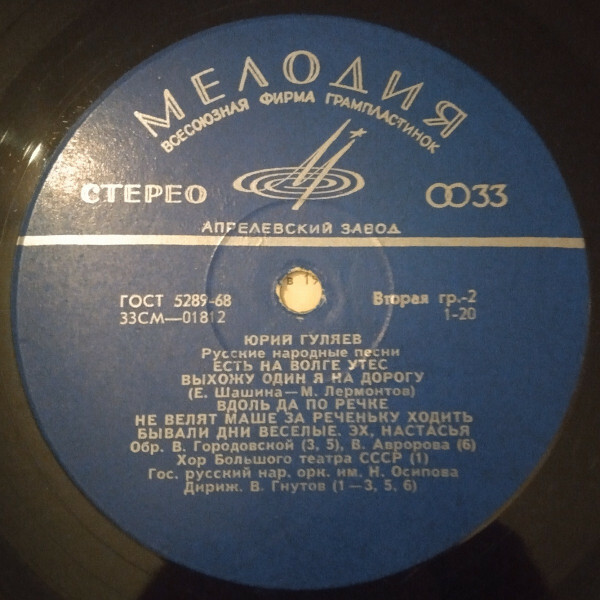 МЕЛОДИЯ
ВСЕСОЮЗНАЯ ФИРМА ГРАМПЛАСТИНОК
СТЕРЕО
33
АПРЕЛЕВСКИЙ ЗАВОД
ГОСТ 5289-68
Вторая гр.-2
33СМ—01812
1-20
ЮРИЙ ГУЛЯЕВ
Русские народные песни
ЕСТЬ НА ВОЛГЕ УТЕС
ВЫХОЖУ ОДИН Я НА ДОРОГУ
(Е. Шашина—М. Лермонтов)
ВДОЛЬ ДА ПО РЕЧКЕ
НЕ ВЕЛЯТ МАШЕ ЗА РЕЧЕНЬКУ ХОДИТЬ
БЫВАЛИ ДНИ ВЕСЕЛЫЕ. ЭХ, НАСТАСЬЯ
Обр. В. Городовской (3, 5), В. Авророва (6)
Хор Большого театра СССР (1)
Гос. русский нар. орк. им. Н. Осипова
Дириж. В. Гнутов (1—3, 5, 6)